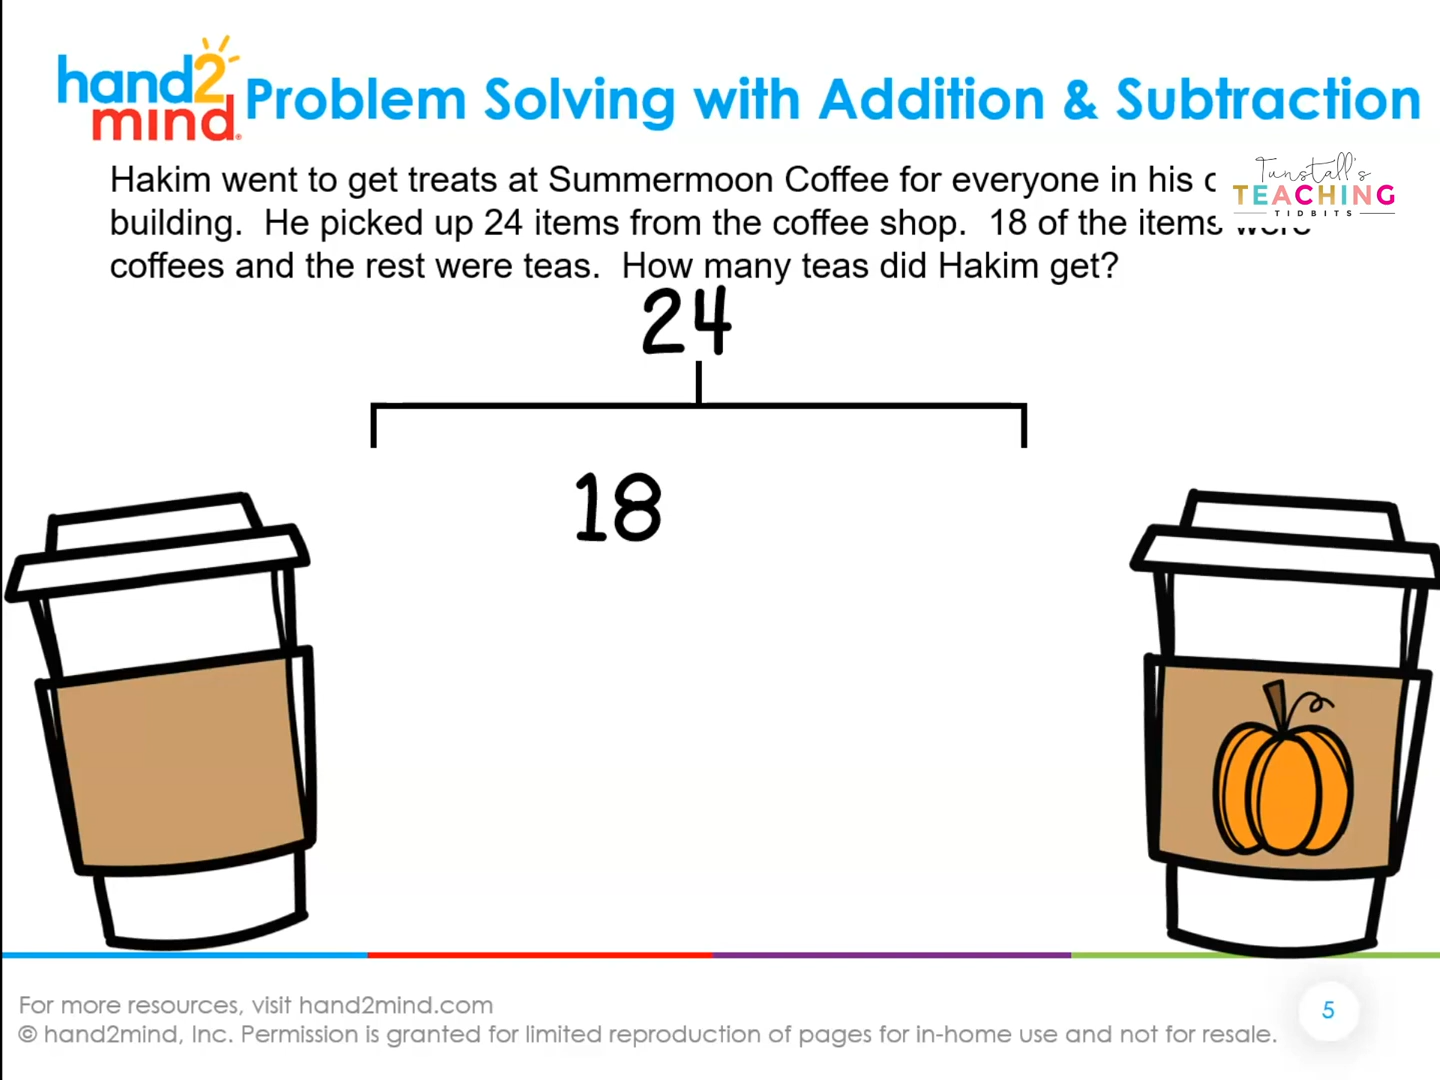 hand2
mind®
Problem Solving with Addition & Subtraction
Hakim went to get treats at Summermoon Coffee for everyone in his
building. He picked up 24 items from the coffee shop. 18 of the items were
coffees and the rest were teas. How many teas did Hakim get?
Tunstall's
TEACHING
TIDBITS
24
18
For more resources, visit hand2mind.com
© hand2mind, Inc. Permission is granted for limited reproduction of pages for in-home use and not for resale.
5